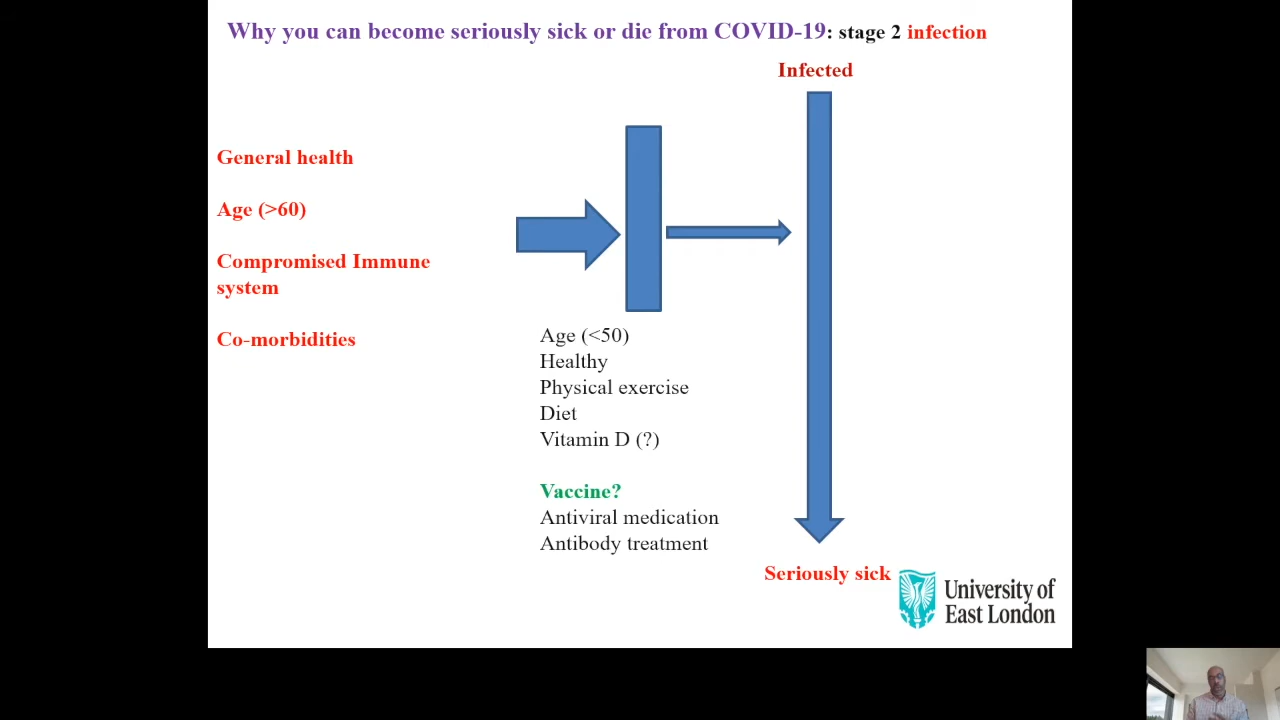 Why you can become seriously sick or die from COVID-19: stage 2 infection
Infected
General health
Age (>60)
Compromised Immune
system
Co-morbidities
Age (<50)
Healthy
Physical exercise
Diet
Vitamin D (?)
Vaccine?
Antiviral medication
Antibody treatment
Seriously sick
University of
East London